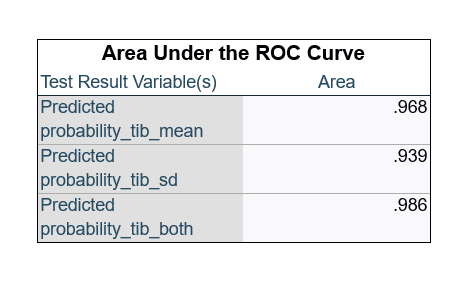 Area Under the ROC Curve
Test Result Variable(s) Area
Predicted .968
probability_tib_mean
Predicted .939
probability_tib_sd
Predicted .986
probability_tib_both